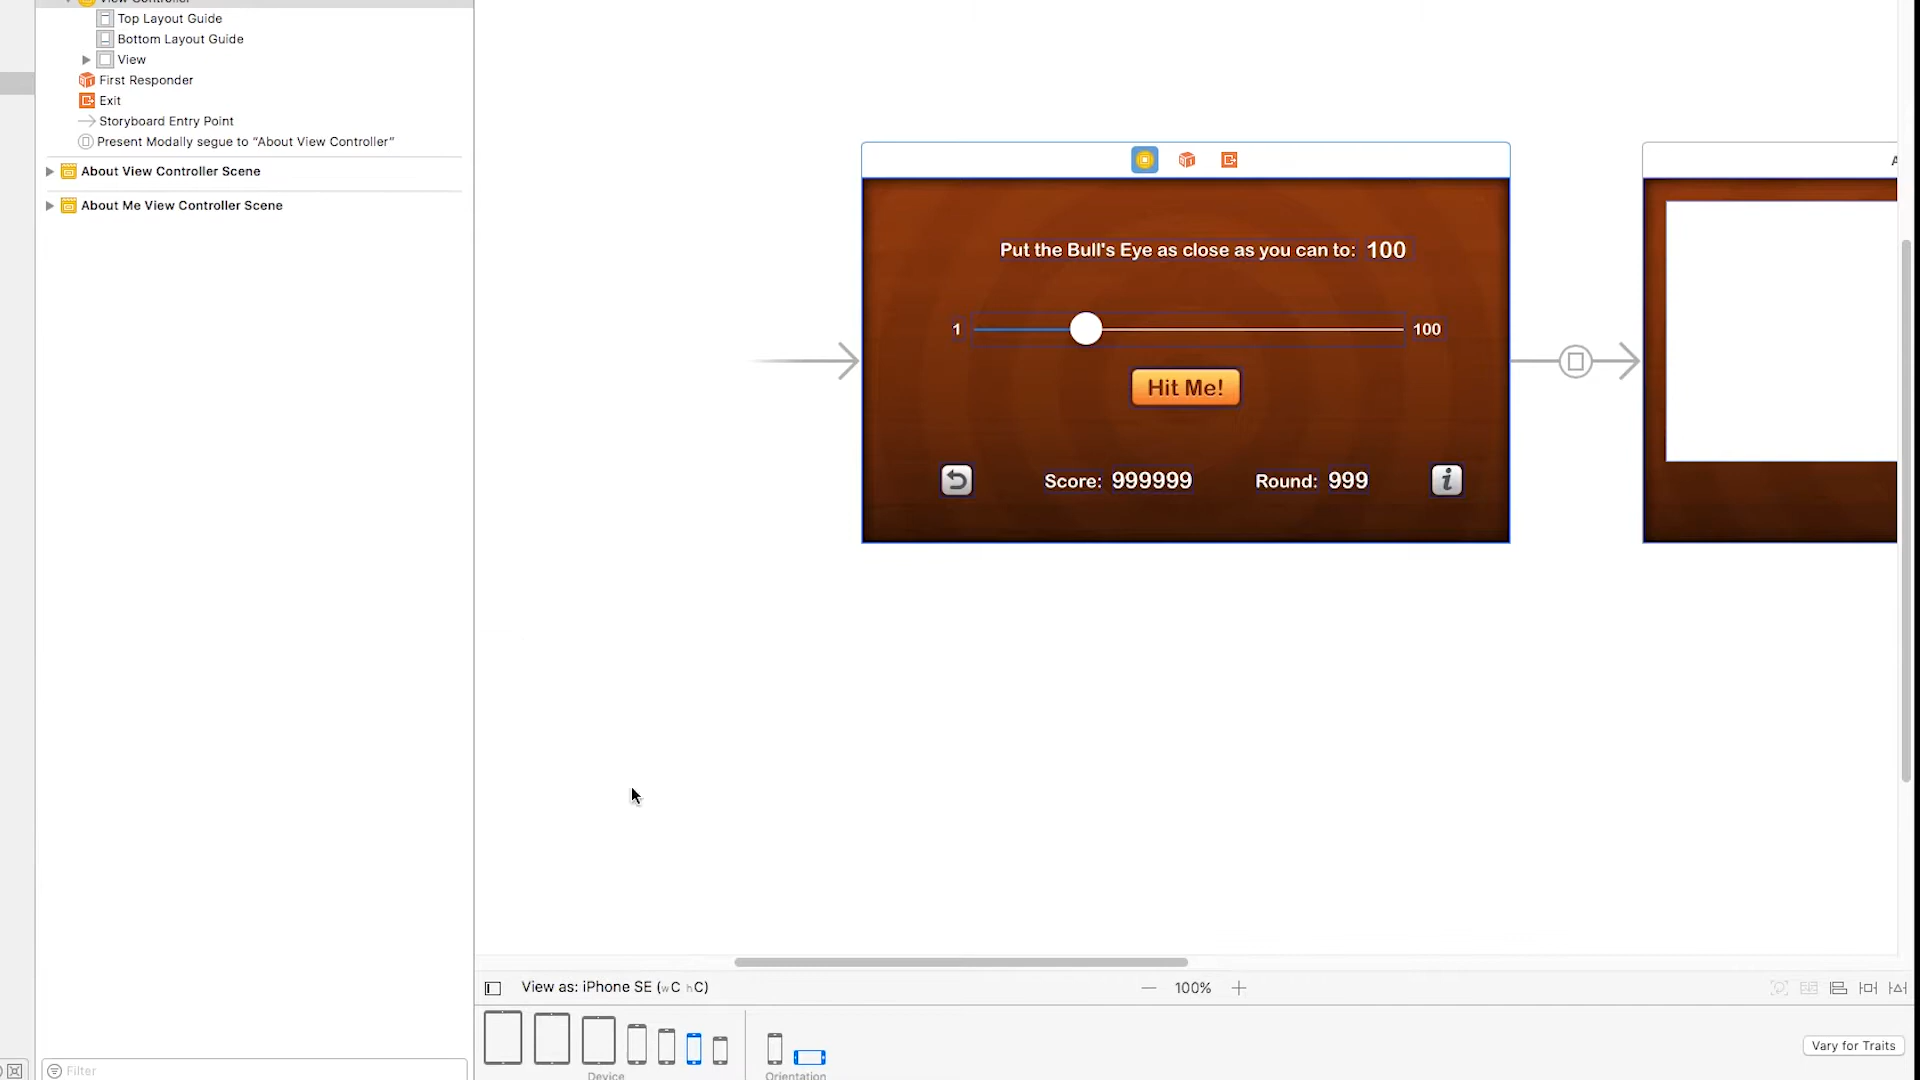 View Controller
Top Layout Guide
Bottom Layout Guide
View
First Responder
Exit
Storyboard Entry Point
Present Modally segue to “About View Controller”
About View Controller Scene
About Me View Controller Scene
Put the Bull's Eye as close as you can to: 100
1 100
Hit Me!
Score: 999999 Round: 999
View as: iPhone SE (wC hC)
100%
Vary for Traits
Filter
Device
Orientation